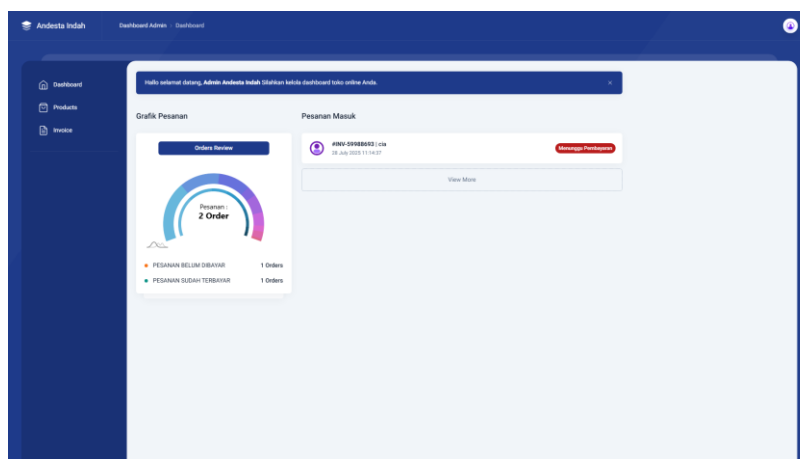 Andesta Indah
Dashboard Admin > Dashboard
Dashboard
Products
Invoice
Hallo selamat datang, Admin Andesta Indah Silahkan kelola dashboard toko online Anda.
×
Grafik Pesanan
Pesanan Masuk
Orders Review
#INV-59988693 | cia
28 July 2025 11:14:37
Menunggu Pembayaran
View More
Pesanan :
2 Order
PESANAN BELUM DIBAYAR 1 Orders
PESANAN SUDAH TERBAYAR 1 Orders